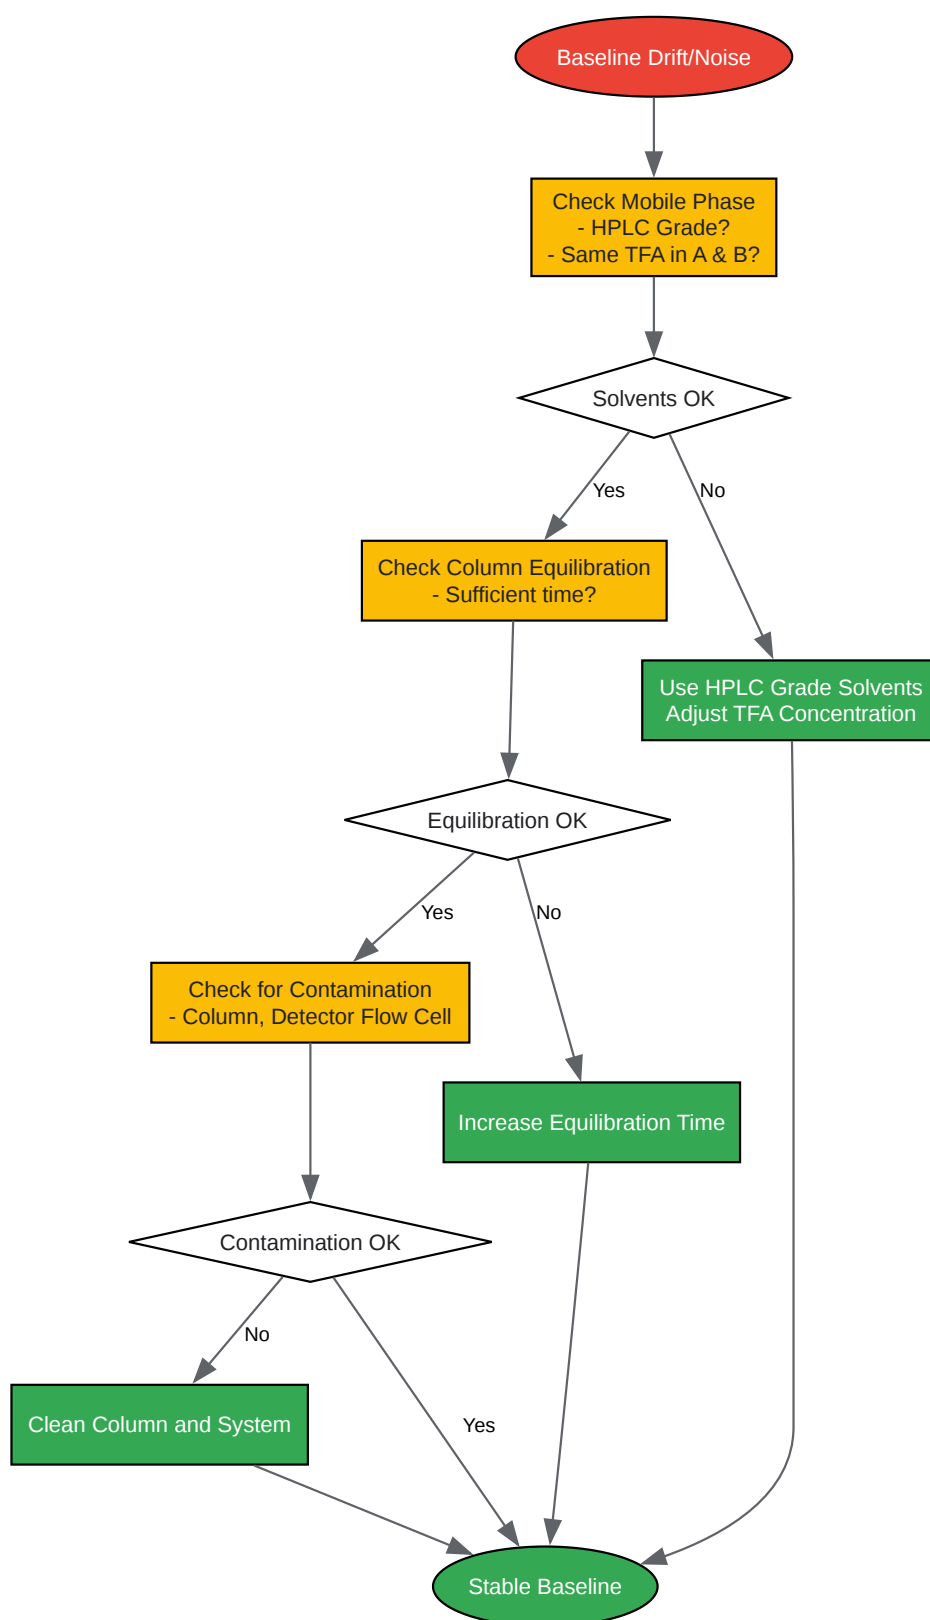 Baseline Drift/Noise
Check Mobile Phase
- HPLC Grade?
- Same TFA in A & B?
Solvents OK
Yes
No
Check Column Equilibration
- Sufficient time?
Use HPLC Grade Solvents
Adjust TFA Concentration
Equilibration OK
Yes
No
Check for Contamination
- Column, Detector Flow Cell
Increase Equilibration Time
Contamination OK
No
Yes
Clean Column and System
Stable Baseline